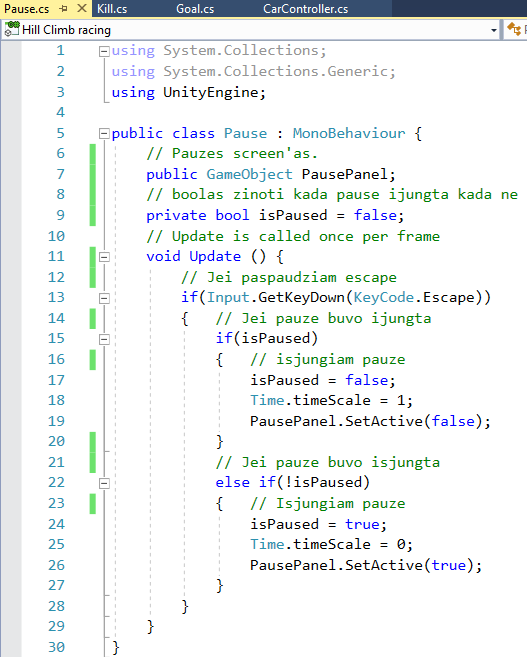 Pause.cs Kill.cs Goal.cs CarController.cs
Hill Climb racing
1 using System.Collections;
2 using System.Collections.Generic;
3 using UnityEngine;
4
5 public class Pause : MonoBehaviour {
6 // Pauzes screen'as.
7 public GameObject PausePanel;
8 // boolas zinoti kada pause ijungta kada ne
9 private bool isPaused = false;
10 // Update is called once per frame
11 void Update () {
12 // Jei paspaudziam escape
13 if(Input.GetKeyDown(KeyCode.Escape))
14 { // Jei pauze buvo ijungta
15 if(isPaused)
16 { // isjungiam pauze
17 isPaused = false;
18 Time.timeScale = 1;
19 PausePanel.SetActive(false);
20 }
21 // Jei pauze buvo isjungta
22 else if(!isPaused)
23 { // Isjungiam pauze
24 isPaused = true;
25 Time.timeScale = 0;
26 PausePanel.SetActive(true);
27 }
28 }
29 }
30 }